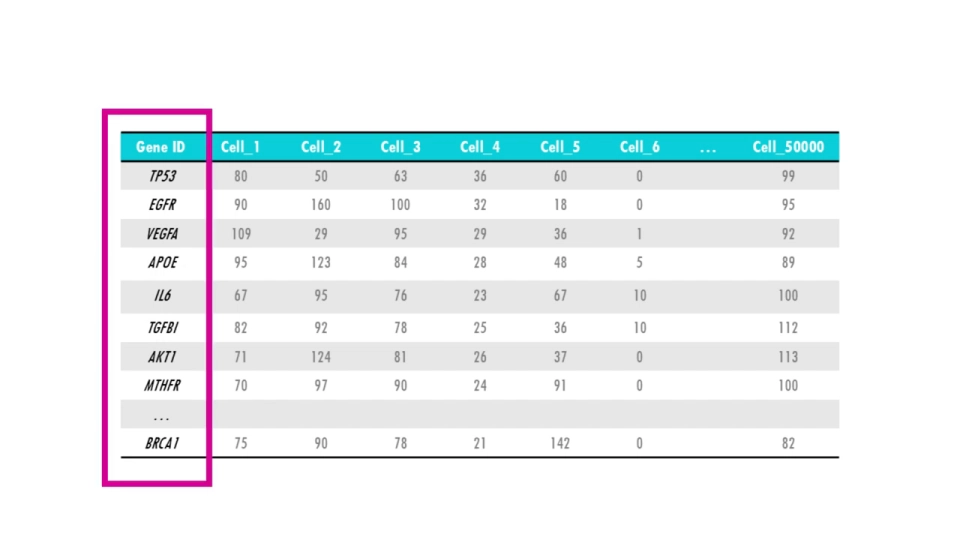 Gene ID Cell_1 Cell_2 Cell_3 Cell_4 Cell_5 Cell_6 ... Cell_50000
TP53 80 50 63 36 60 0 99
EGFR 90 160 100 32 18 0 95
VEGFA 109 29 95 29 36 1 92
APOE 95 123 84 28 48 5 89
IL6 67 95 76 23 67 10 100
TGFB1 82 92 78 25 36 10 112
AKT1 71 124 81 26 37 0 113
MTHFR 70 97 90 24 91 0 100
...
BRCA1 75 90 78 21 142 0 82